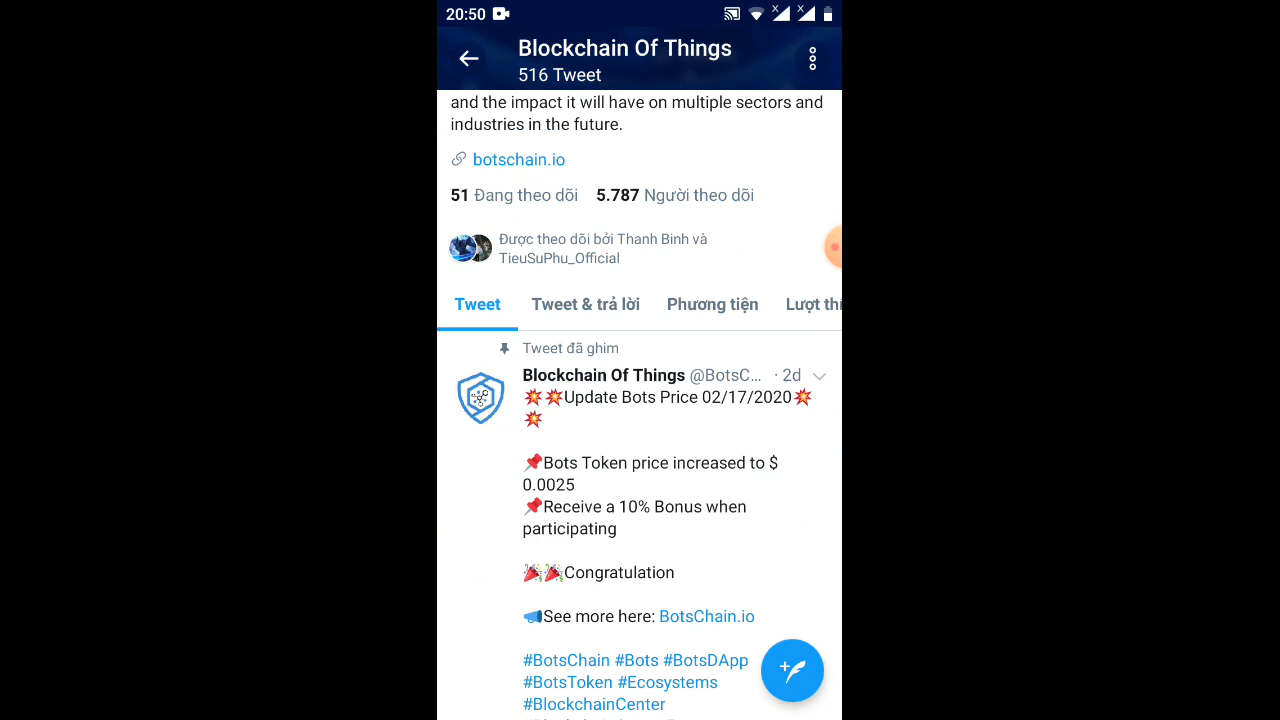 20:50
Blockchain Of Things
516 Tweet
and the impact it will have on multiple sectors and
industries in the future.
botschain.io
51 Đang theo dõi 5.787 Người theo dõi
Được theo dõi bởi Thanh Binh và
TieuSuPhu_Official
Tweet Tweet & trả lời Phương tiện Lượt thí
Tweet đã ghim
Blockchain Of Things @BotsC... · 2d
💥💥Update Bots Price 02/17/2020💥
💥
📌Bots Token price increased to $
0.0025
📌Receive a 10% Bonus when
participating
🎉🎉Congratulation
📣See more here: BotsChain.io
#BotsChain #Bots #BotsDApp
#BotsToken #Ecosystems
#BlockchainCenter